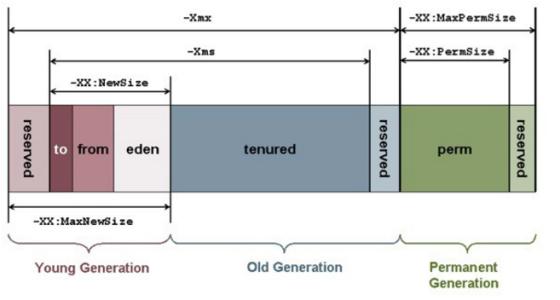 -Xmx
-XX:MaxPermSize
-Xms
-XX:PermSize
-XX:NewSize
reserved
to
from
eden
tenured
reserved
perm
reserved
-XX:MaxNewSize
Young Generation
Old Generation
Permanent
Generation